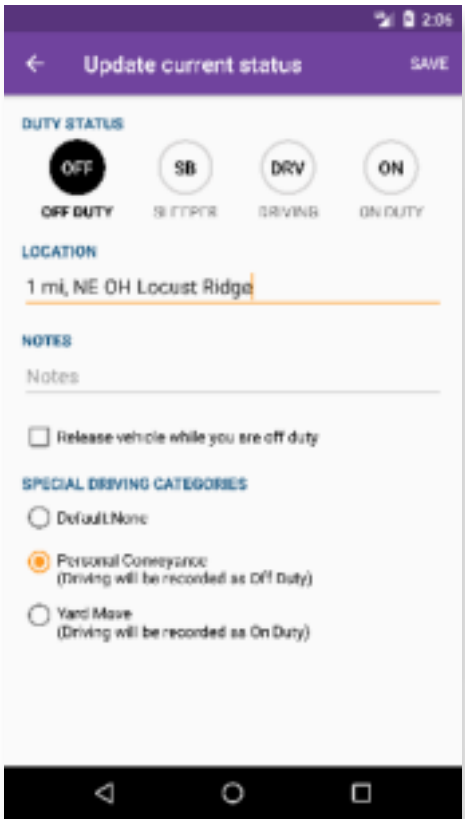 2:06
Update current status
SAVE
DUTY STATUS
OFF
SB
DRV
ON
OFF DUTY
SLEEPER
DRIVING
ON DUTY
LOCATION
1 mi, NE OH Locust Ridge
NOTES
Notes
Release vehicle while you are off duty
SPECIAL DRIVING CATEGORIES
Default:None
Personal Conveyance
(Driving will be recorded as Off Duty)
Yard Move
(Driving will be recorded as On Duty)